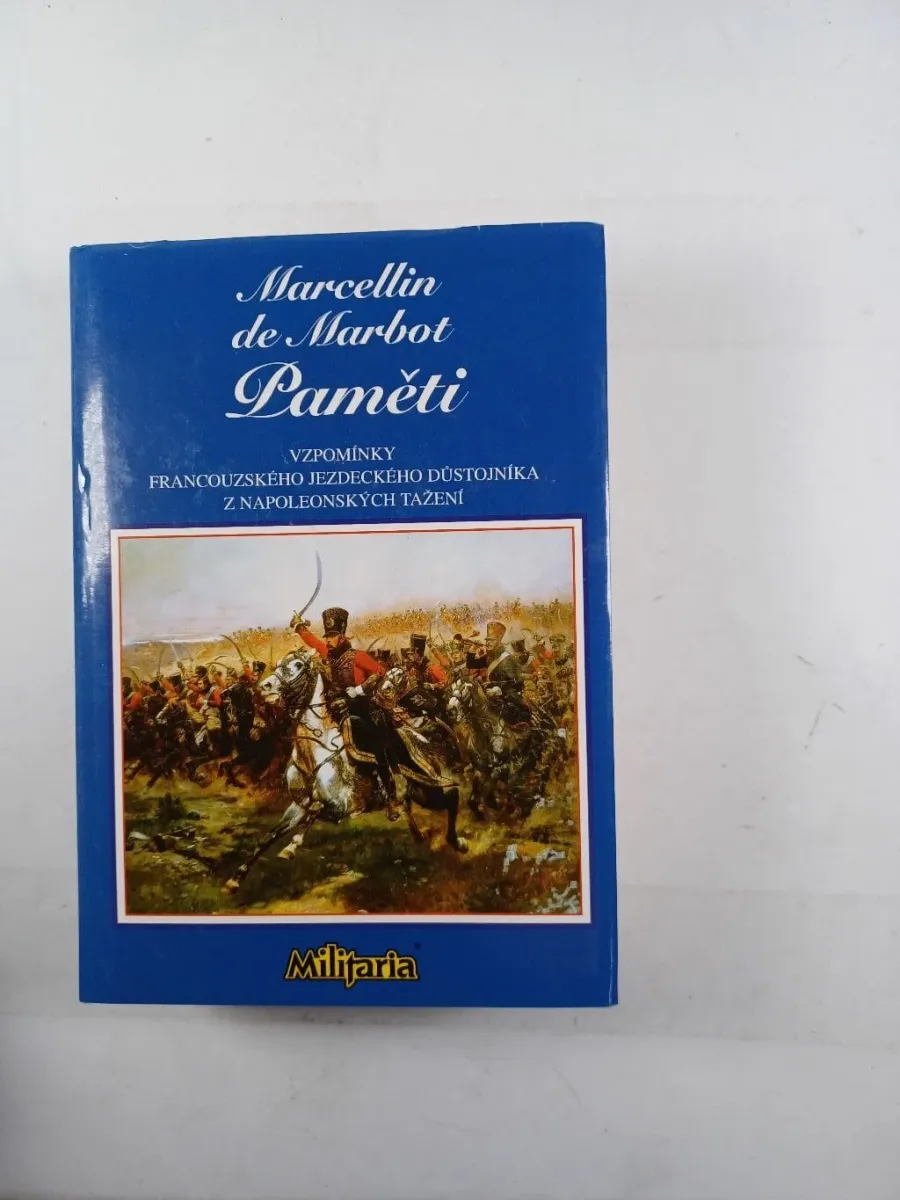 Marcellin
de Marbot
Paměti
VZPOMÍNKY
FRANCOUZSKÉHO JEZDECKÉHO DŮSTOJNÍKA
Z NAPOLEONSKÝCH TAŽENÍ
Militaria®